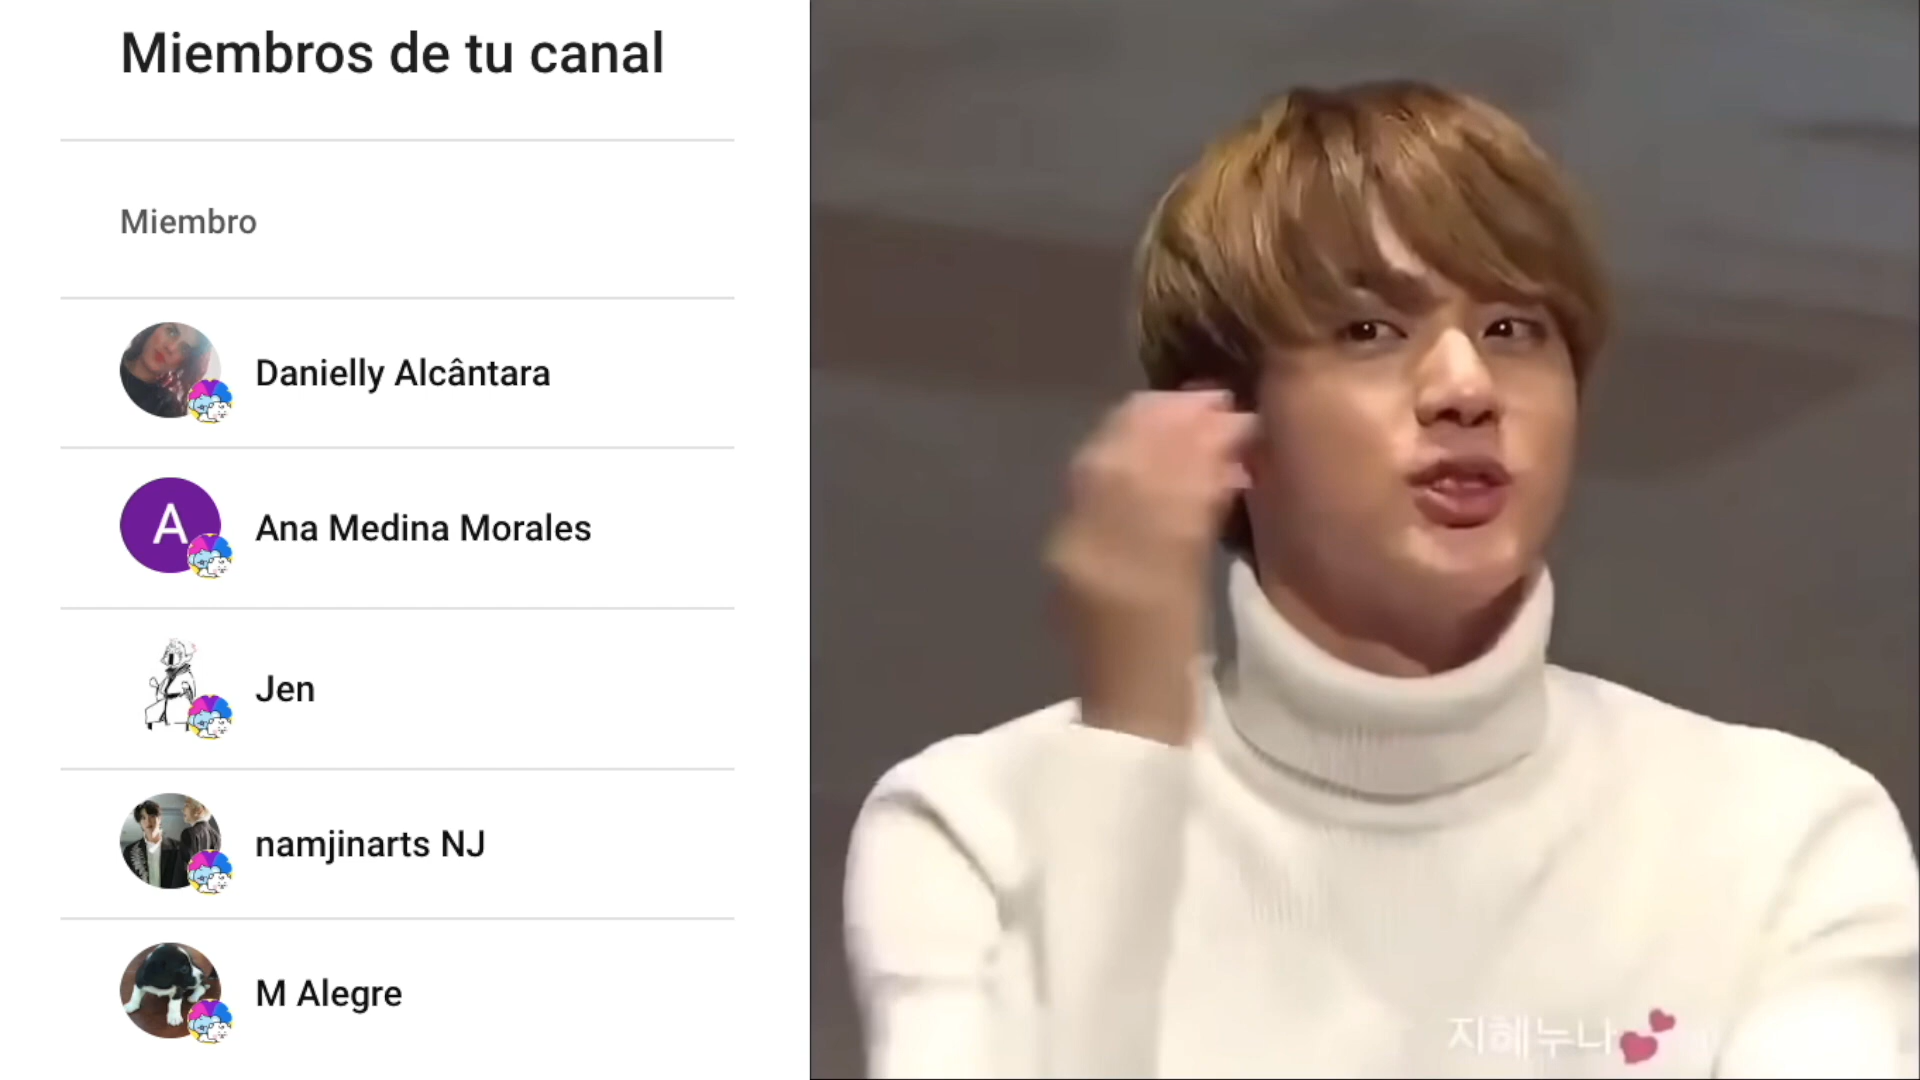 Miembros de tu canal
Miembro
Danielly Alcântara
A
Ana Medina Morales
Jen
namjinarts NJ
M Alegre
지혜누나